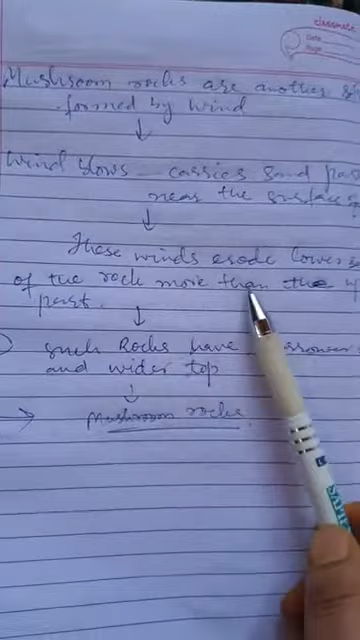 classmate
Date
Page
Mushroom rocks are another
formed by wind
Wind blows carries sand
near the surface
These winds erode lower
of the rock more than the
part.
such Rocks have
and wider top
Mushroom rocks.